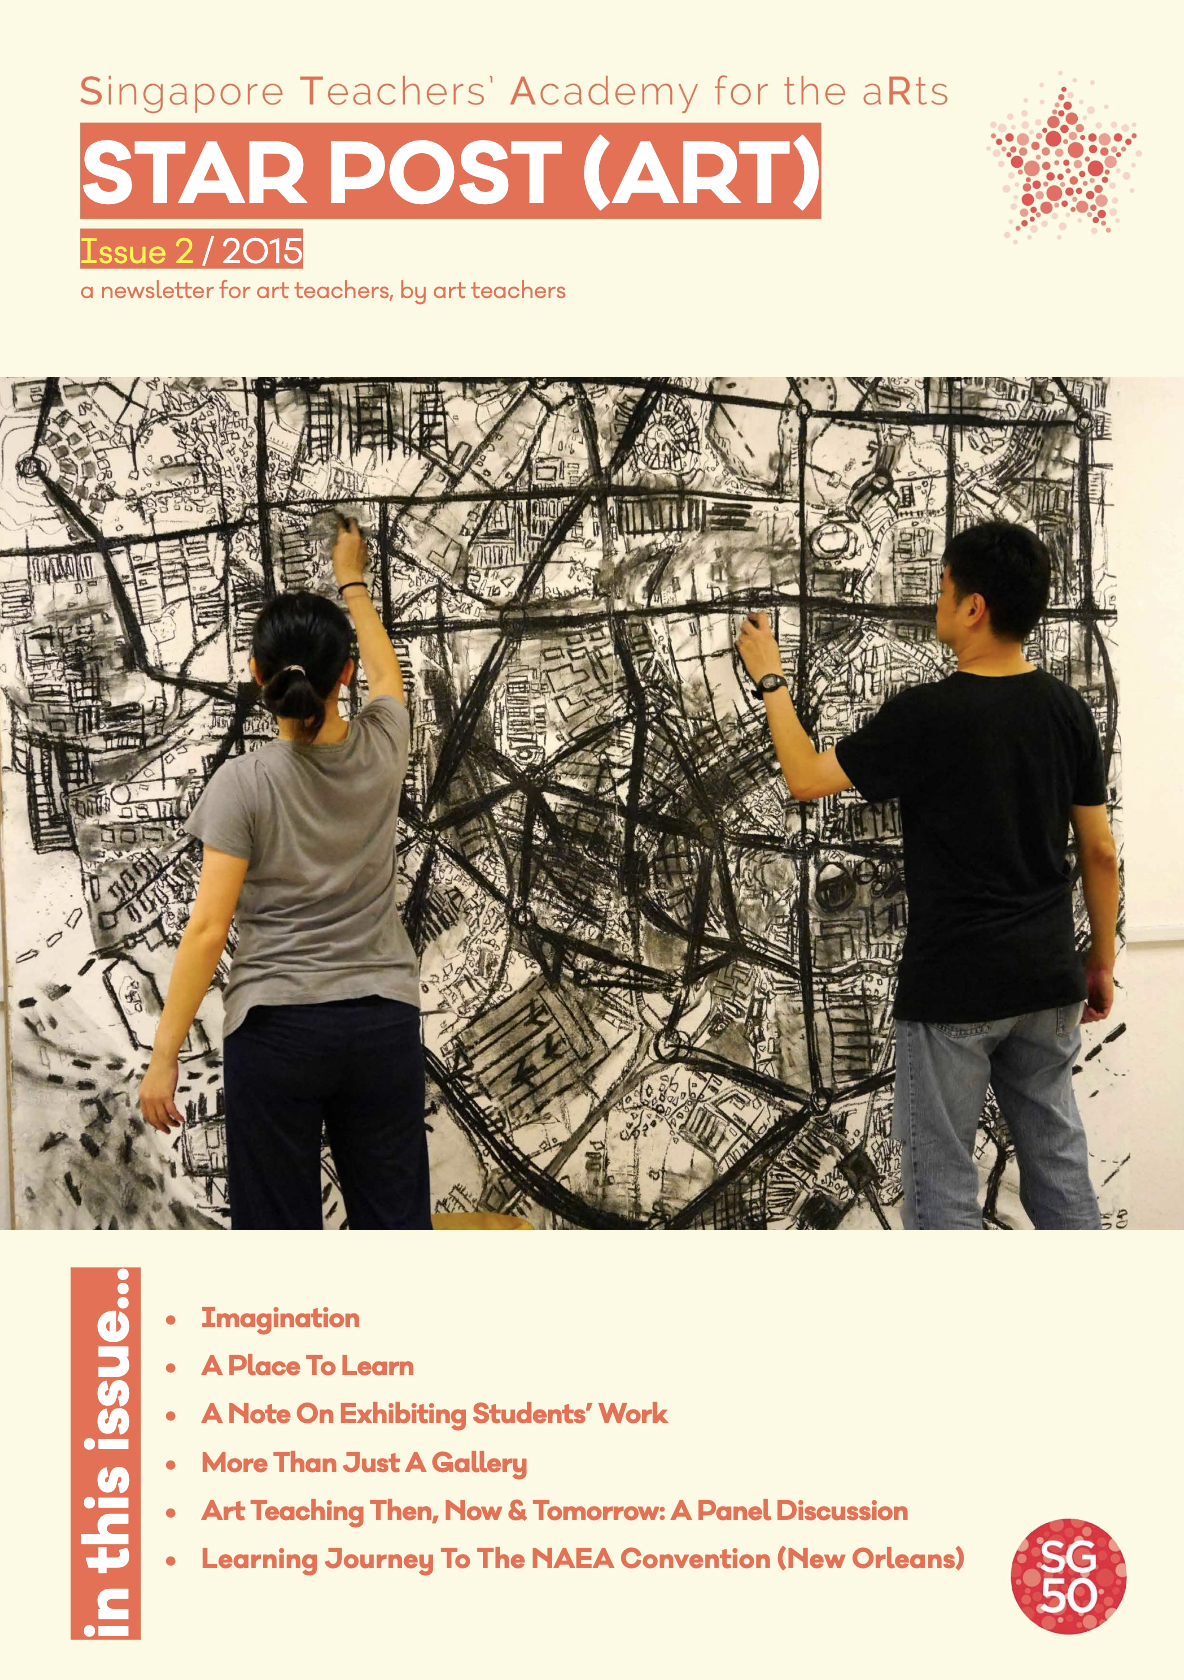 Singapore Teachers' Academy for the aRts
STAR POST (ART)
Issue 2 / 2015
a newsletter for art teachers, by art teachers
in this issue...
• Imagination
• A Place To Learn
• A Note On Exhibiting Students' Work
• More Than Just A Gallery
• Art Teaching Then, Now & Tomorrow: A Panel Discussion
• Learning Journey To The NAEA Convention (New Orleans)
SG
50